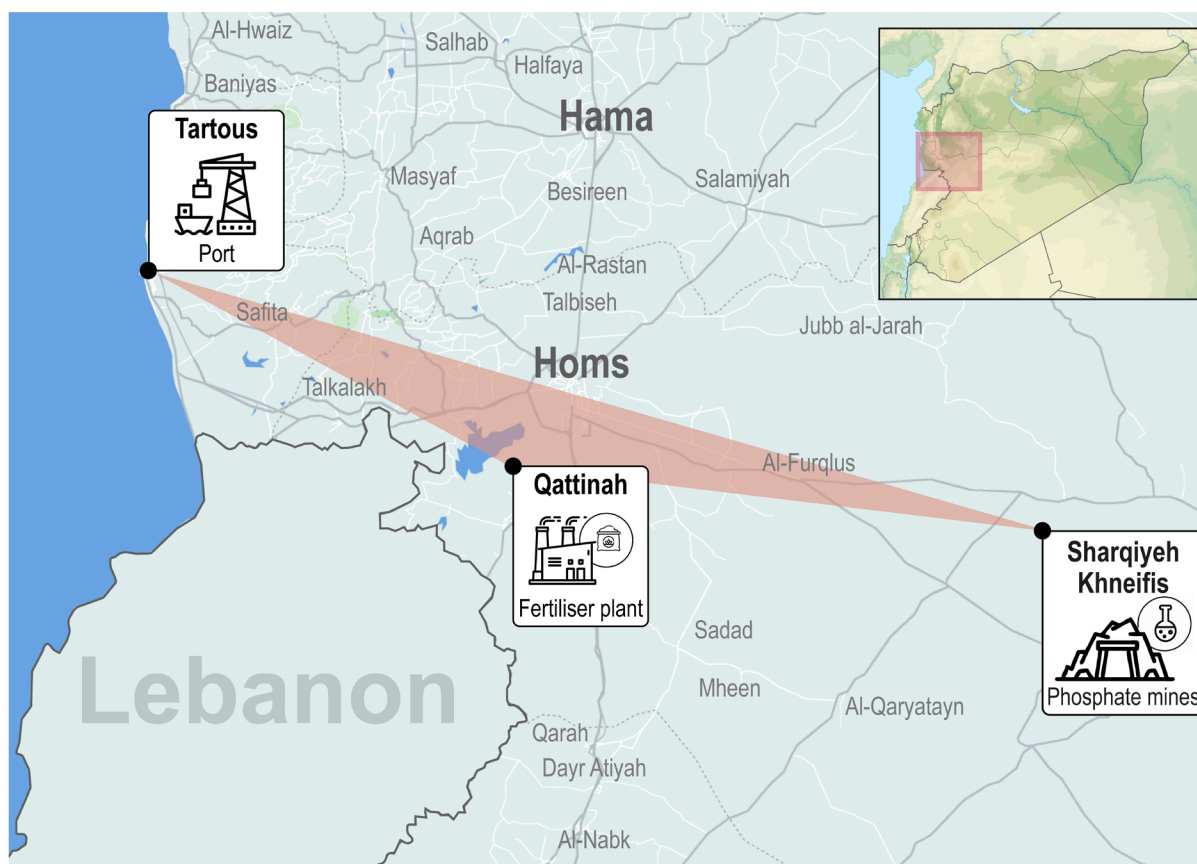 Al-Hwaiz
Salhab
Halfaya
Baniyas
Hama
Tartous
Port
Masyaf
Besireen
Salamiyah
Aqrab
Al-Rastan
Talbiseh
Safita
Jubb al-Jarah
Homs
Talkalakh
Al-Furqlus
Qattinah
Fertiliser plant
Sharqiyeh
Khneifis
Phosphate mines
Sadad
Mheen
Lebanon
Al-Qaryatayn
Qarah
Dayr Atiyah
Al-Nabk